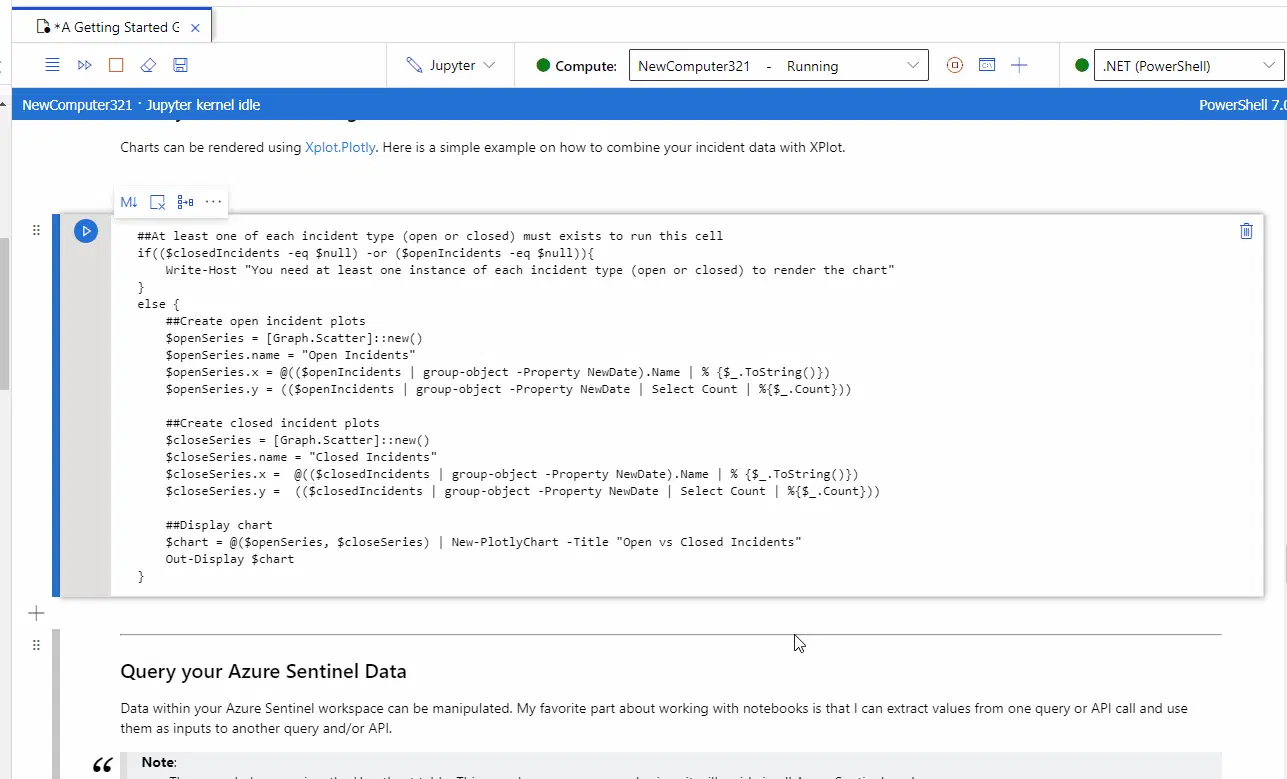 *A Getting Started G ×
Jupyter
Compute:
NewComputer321 - Running
.NET (PowerShell)
NewComputer321 · Jupyter kernel idle
PowerShell 7.0
Charts can be rendered using Xplot.Plotly. Here is a simple example on how to combine your incident data with XPlot.
M↓
...
##At least one of each incident type (open or closed) must exists to run this cell
if(($closedIncidents -eq $null) -or ($openIncidents -eq $null)){
    Write-Host "You need at least one instance of each incident type (open or closed) to render the chart"
}
else {
    ##Create open incident plots
    $openSeries = [Graph.Scatter]::new()
    $openSeries.name = "Open Incidents"
    $openSeries.x = @(($openIncidents | group-object -Property NewDate).Name | % {$_.ToString()})
    $openSeries.y = (($openIncidents | group-object -Property NewDate | Select Count | %{$_.Count}))
    ##Create closed incident plots
    $closeSeries = [Graph.Scatter]::new()
    $closeSeries.name = "Closed Incidents"
    $closeSeries.x =  @(($closedIncidents | group-object -Property NewDate).Name | % {$_.ToString()})
    $closeSeries.y =  (($closedIncidents | group-object -Property NewDate | Select Count | %{$_.Count}))
    ##Display chart
    $chart = @($openSeries, $closeSeries) | New-PlotlyChart -Title "Open vs Closed Incidents"
    Out-Display $chart
}
Query your Azure Sentinel Data
Data within your Azure Sentinel workspace can be manipulated. My favorite part about working with notebooks is that I can extract values from one query or API call and use
them as inputs to another query and/or API.
“ Note: